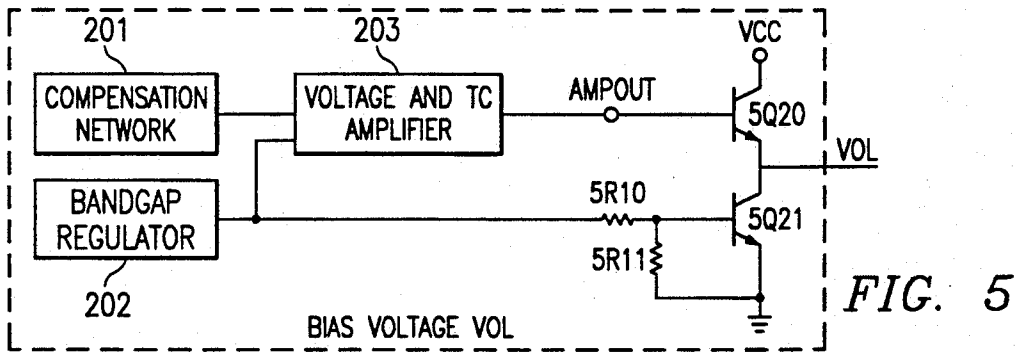 201
203
VCC
COMPENSATION
NETWORK
VOLTAGE AND TC
AMPLIFIER
AMPOUT
5Q20
VOL
BANDGAP
REGULATOR
5R10
5Q21
5R11
202
BIAS VOLTAGE VOL
FIG. 5